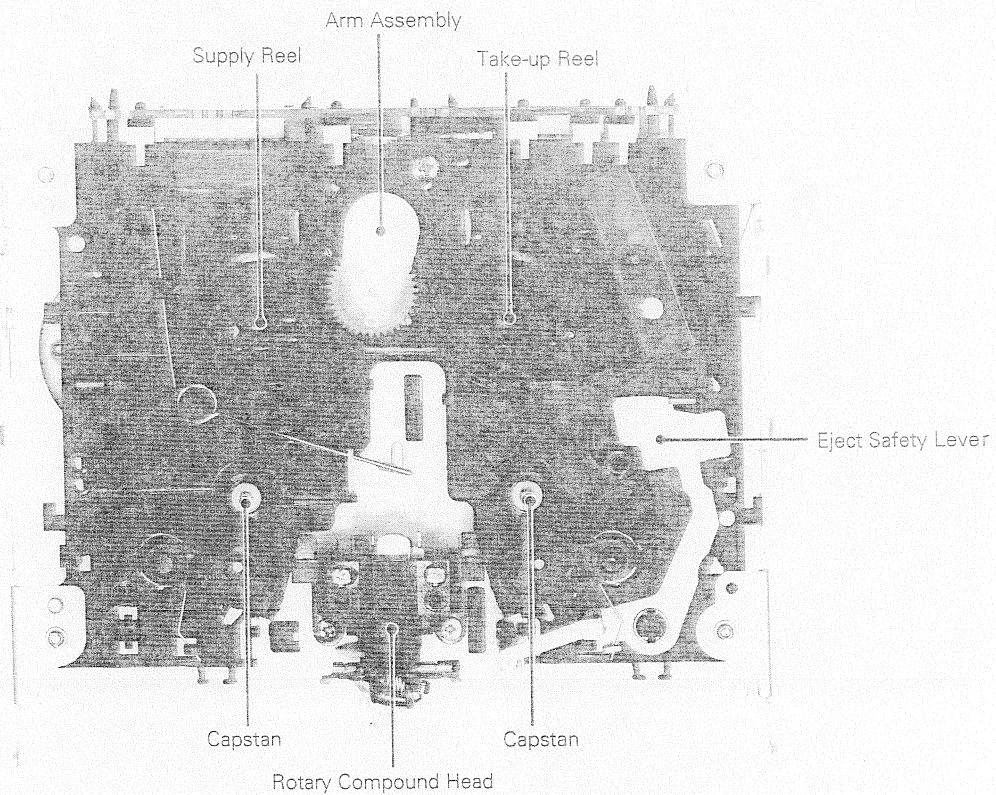 Arm Assembly
Supply Reel
Take-up Reel
Eject Safety Lever
Capstan
Capstan
Rotary Compound Head